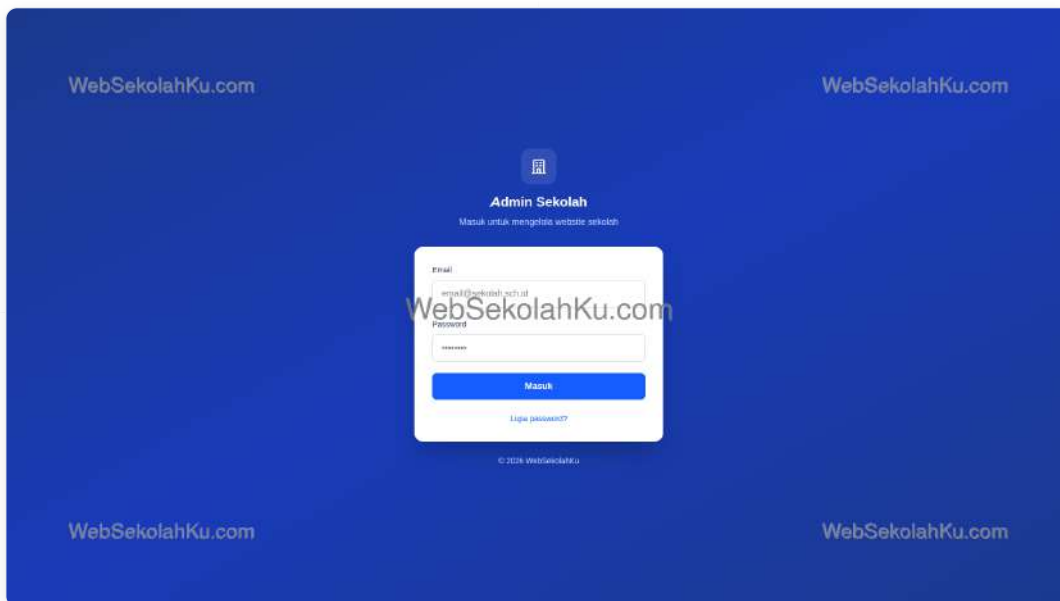 WebSekolahKu.com WebSekolahKu.com
Admin Sekolah
Masuk untuk mengelola website sekolah
Email
email@sekolah.sch.id
WebSekolahKu.com
Password
••••••••
Masuk
Lupa password?
© 2026 WebSekolahKu
WebSekolahKu.com WebSekolahKu.com